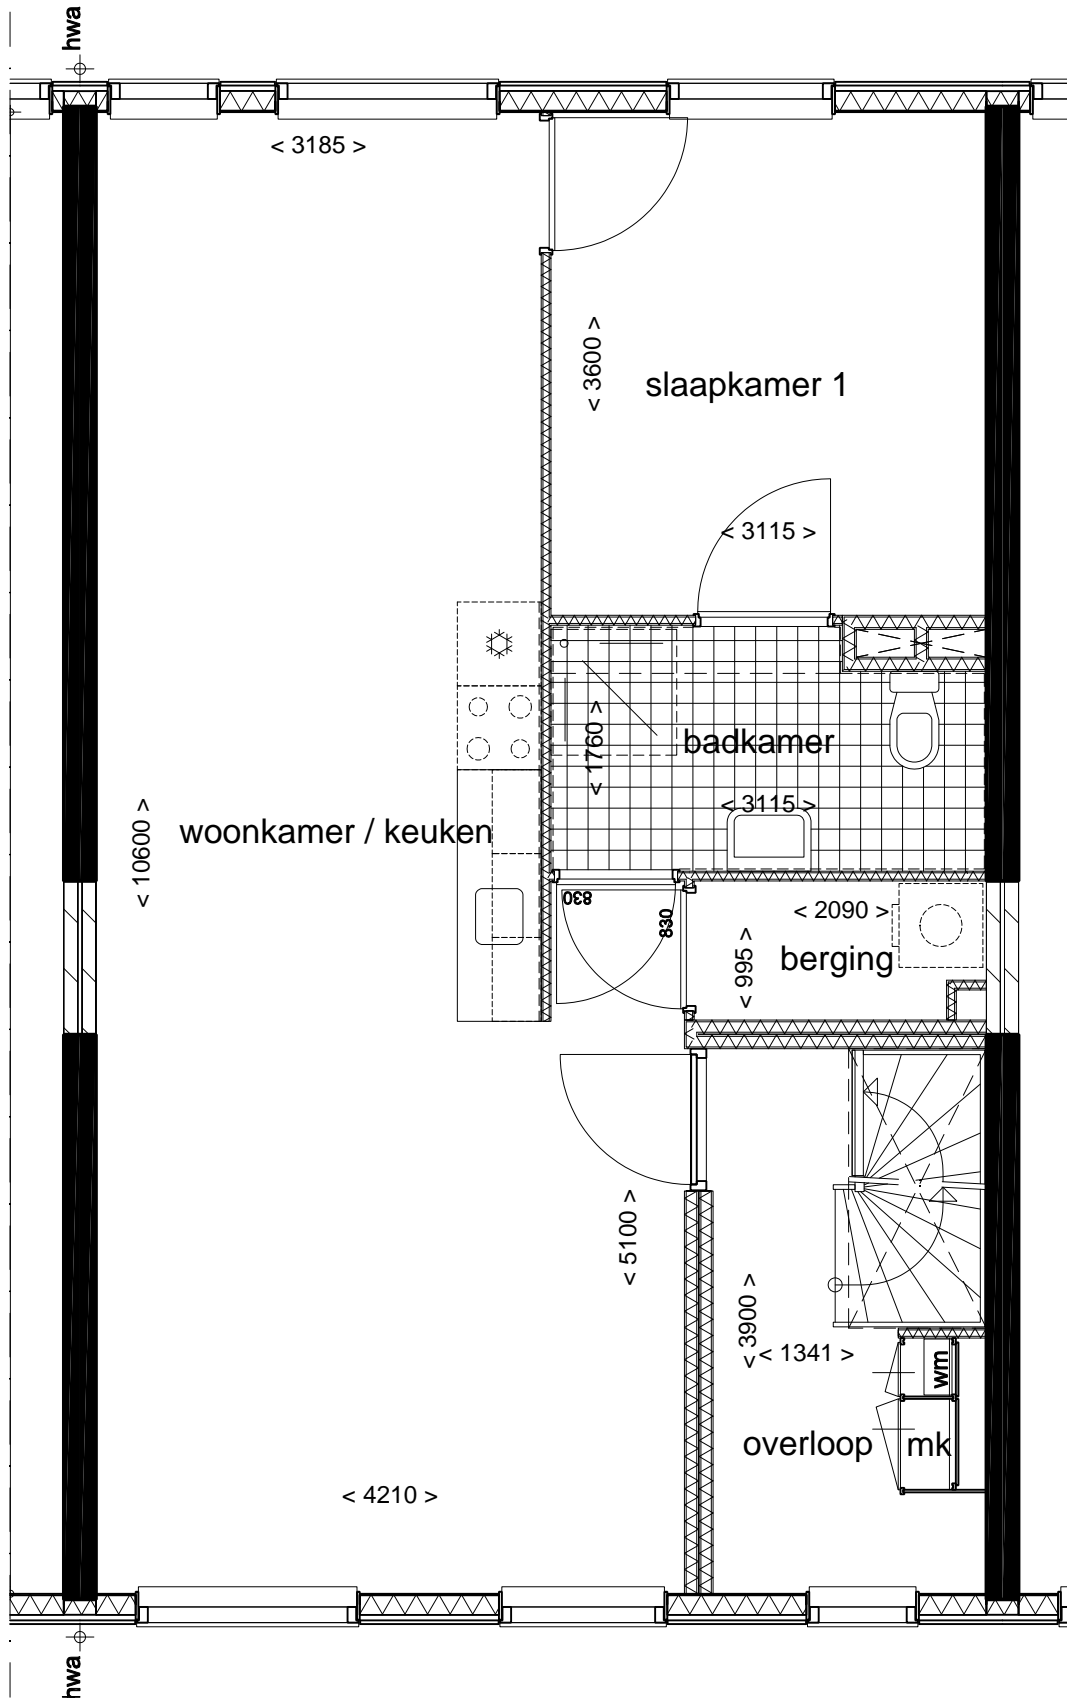 hwa
< 3185 >
< 3600 >
slaapkamer 1
< 3115 >
< 1760 >
badkamer
< 3115 >
< 10600 >
woonkamer / keuken
830
830
< 2090 >
< 995 >
berging
< 5100 >
< 3900 >
< 1341 >
wm
overloop
mk
< 4210 >
hwa